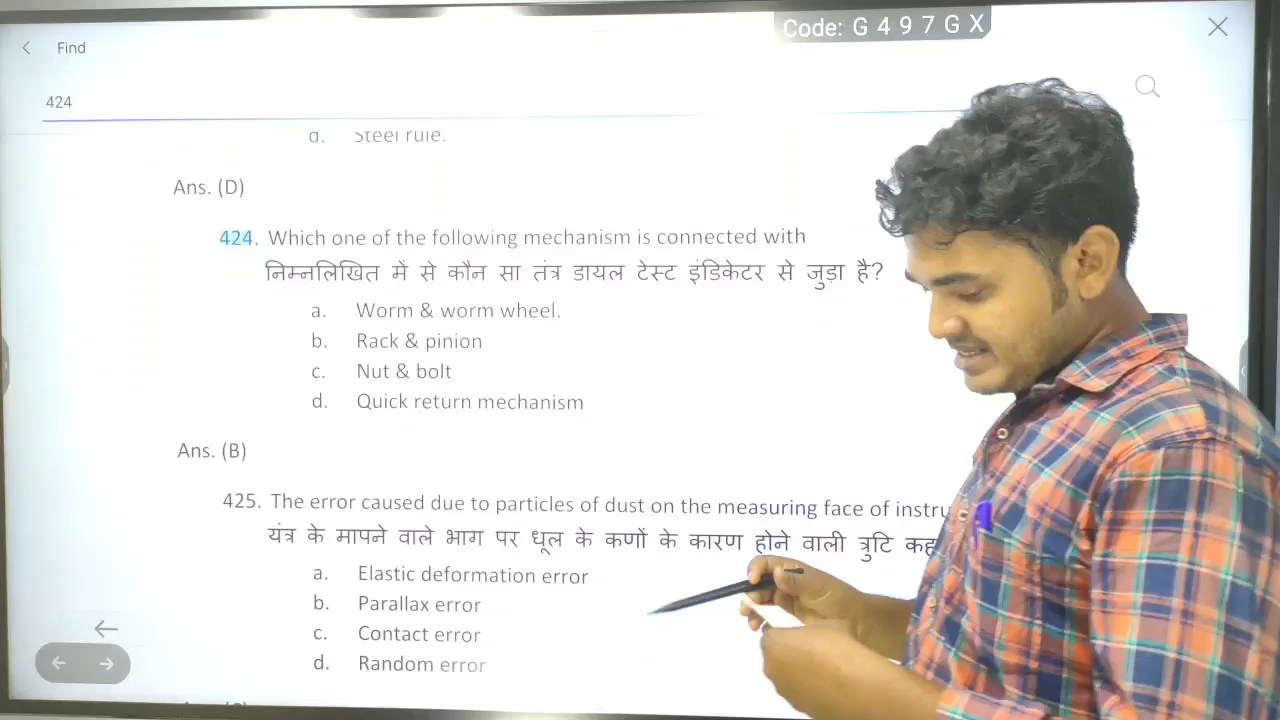 Code: G 4 9 7 G X
Find
424
Steel rule.
Ans. (D)
424. Which one of the following mechanism is connected with
निम्नलिखित में से कौन सा तंत्र डायल टेस्ट इंडिकेटर से जुड़ा है?
a. Worm & worm wheel.
b. Rack & pinion
c. Nut & bolt
d. Quick return mechanism
Ans. (B)
425. The error caused due to particles of dust on the measuring face of instru
यंत्र के मापने वाले भाग पर धूल के कणों के कारण होने वाली त्रुटि कह
a. Elastic deformation error
b. Parallax error
c. Contact error
d. Random error